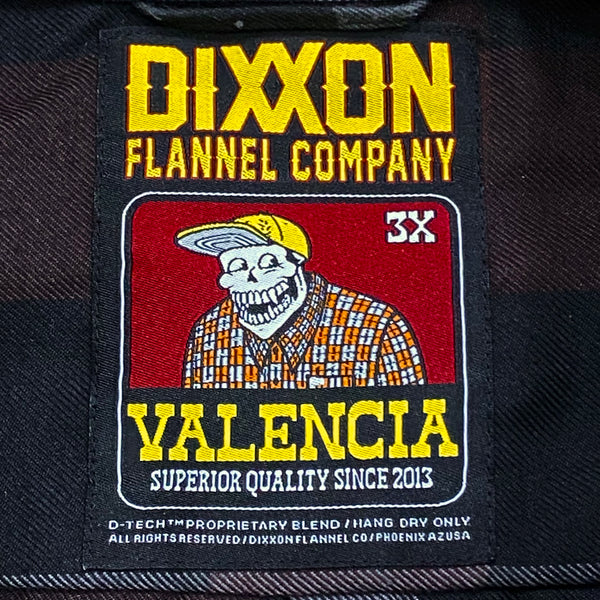 DIXXON
FLANNEL COMPANY
3X
VALENCIA
SUPERIOR QUALITY SINCE 2013
D-TECH™ PROPRIETARY BLEND / HANG DRY ONLY
ALL RIGHTS RESERVED / DIXXON FLANNEL CO / PHOENIX AZ USA